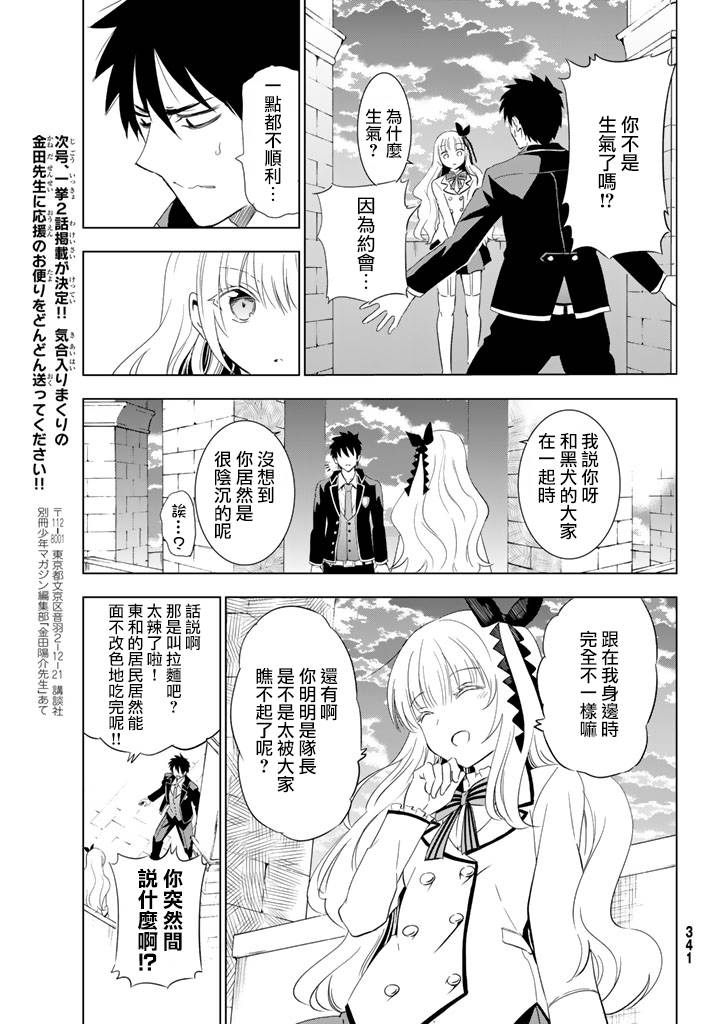 你不是
生氣了嗎!?
為什麼
生氣?
因為約會…
一點都不順利…
我說你呀
和黑犬的大家
在一起時
沒想到
你居然是
很陰沉的呢
誒…?
跟在我身邊時
完全不一樣嘛
還有啊
你明明是隊長
是不是太被大家
瞧不起了呢?
話說啊
那是叫拉麵吧?
太辣了啦!
東和的居民居然能
面不改色地吃完呢!!
你突然間
說什麼啊!?
次号、一挙2話掲載が決定!! 気合入りまくりの
金田先生に応援のお便りをどんどん送ってください!!
〒112-8001 東京都文京区音羽2-12-21 講談社
別冊少年マガジン編集部「金田陽介先生」あて
341